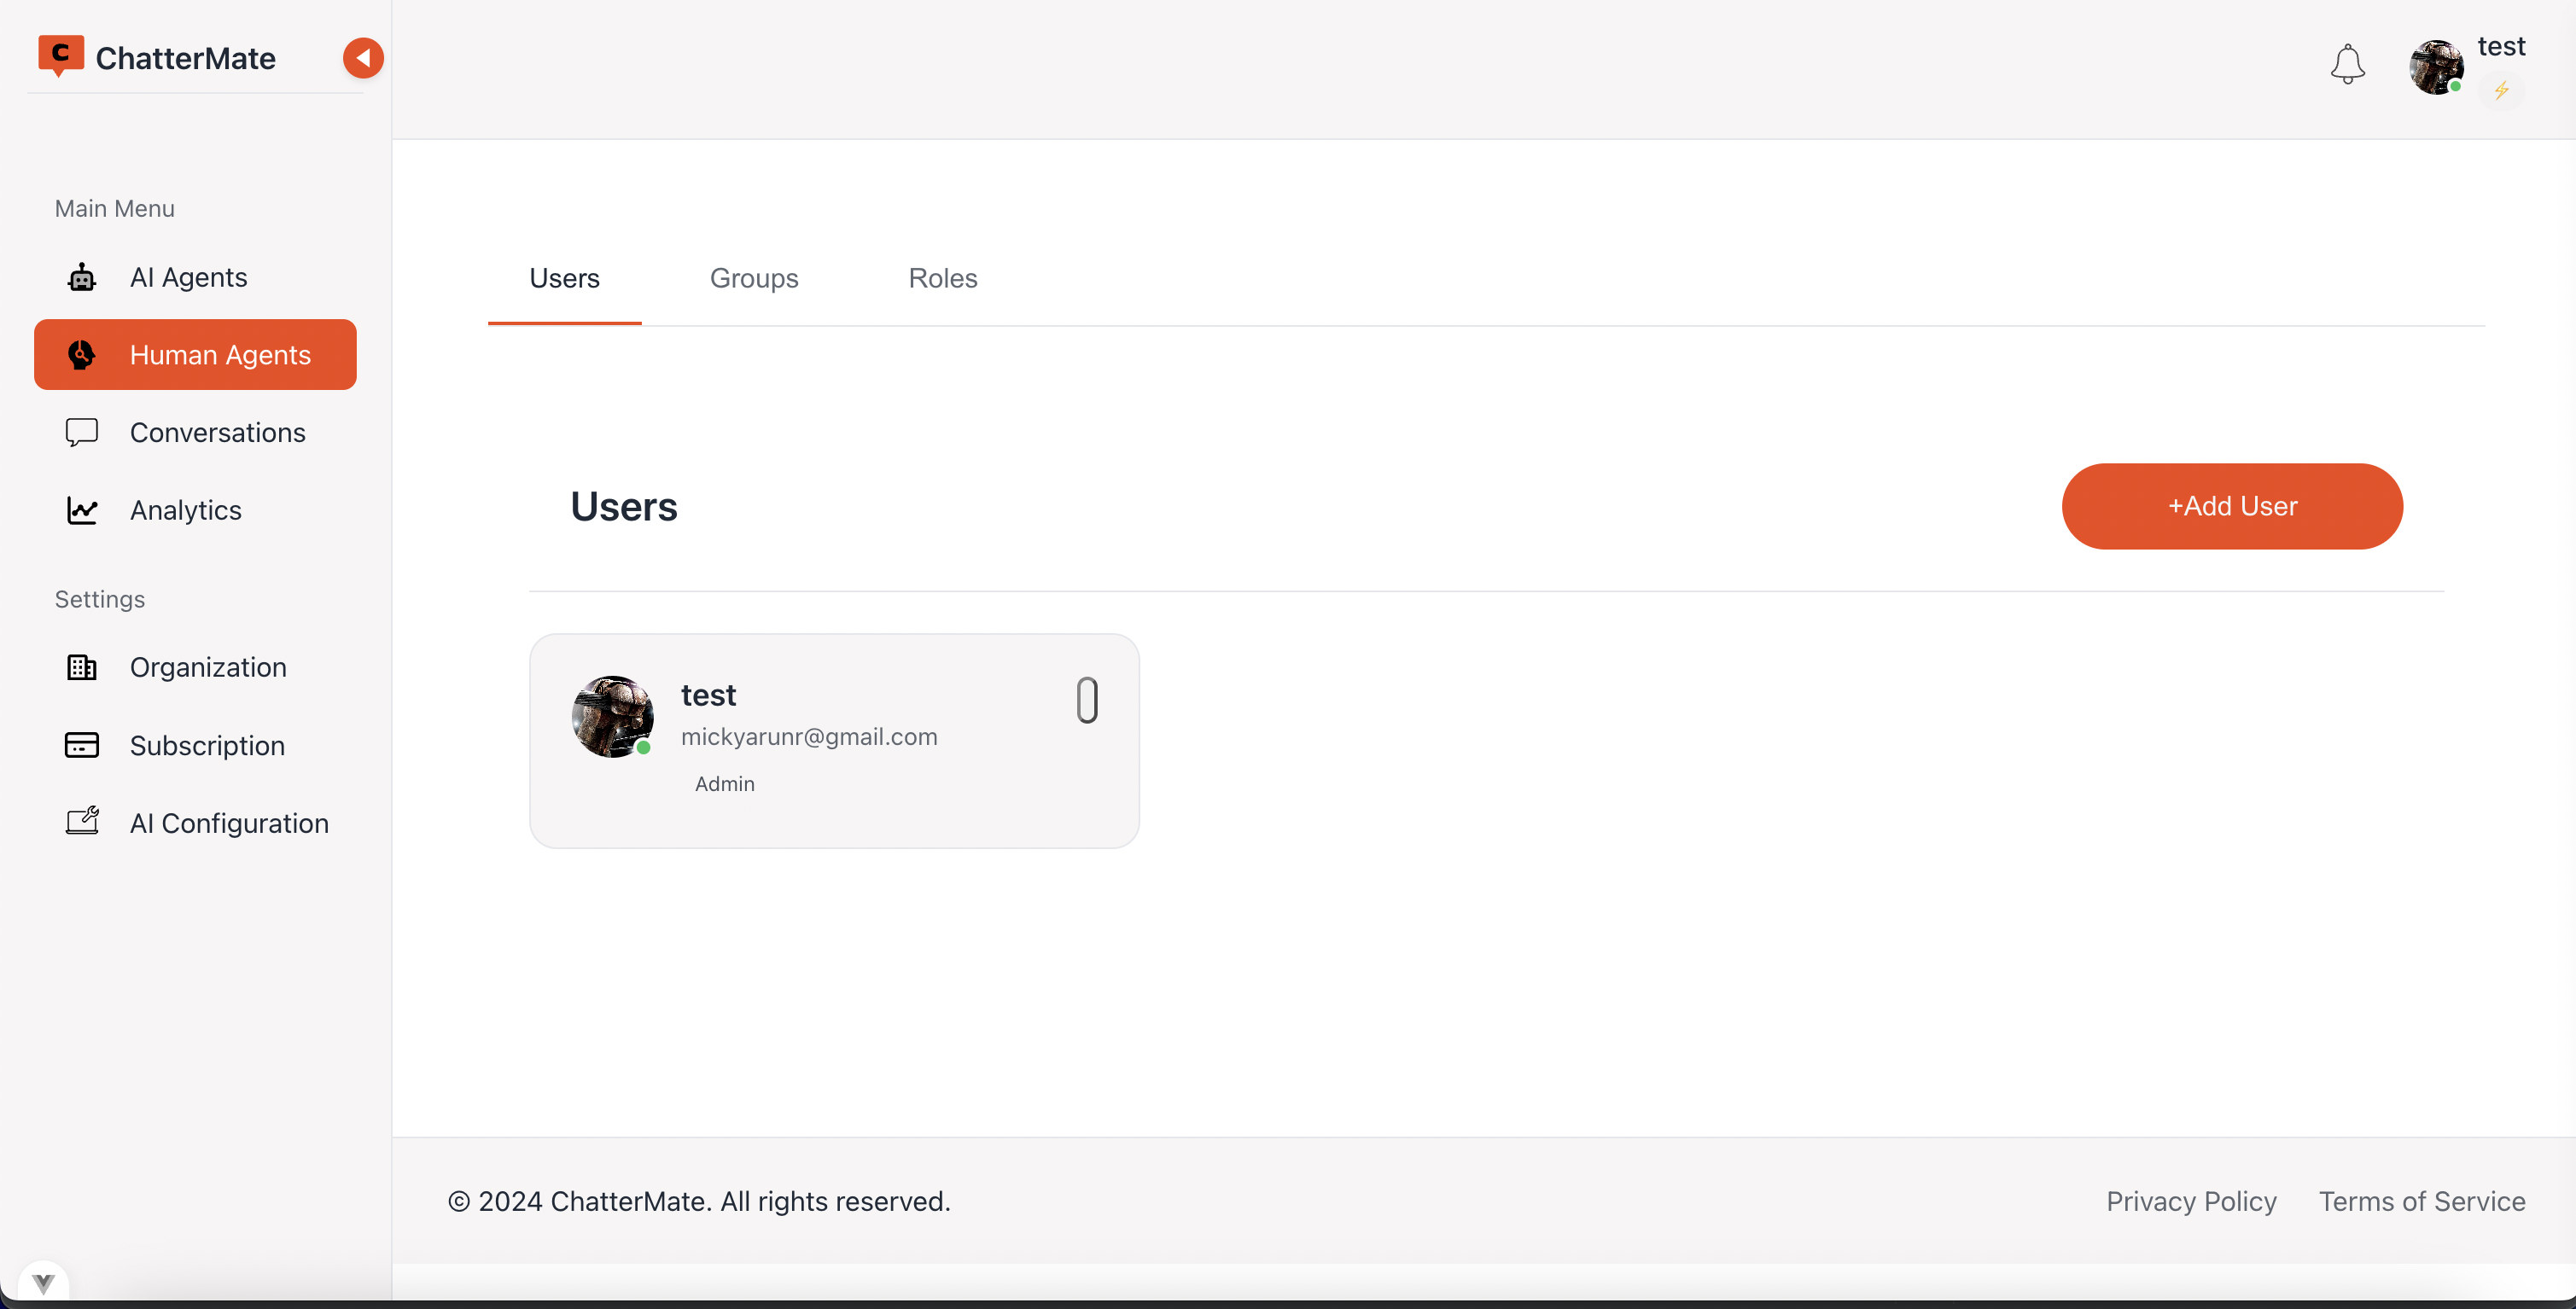 C ChatterMate
test
Main Menu
AI Agents
Human Agents
Conversations
Analytics
Settings
Organization
Subscription
AI Configuration
Users Groups Roles
Users
+Add User
test
mickyarunr@gmail.com
Admin
© 2024 ChatterMate. All rights reserved.
Privacy Policy Terms of Service